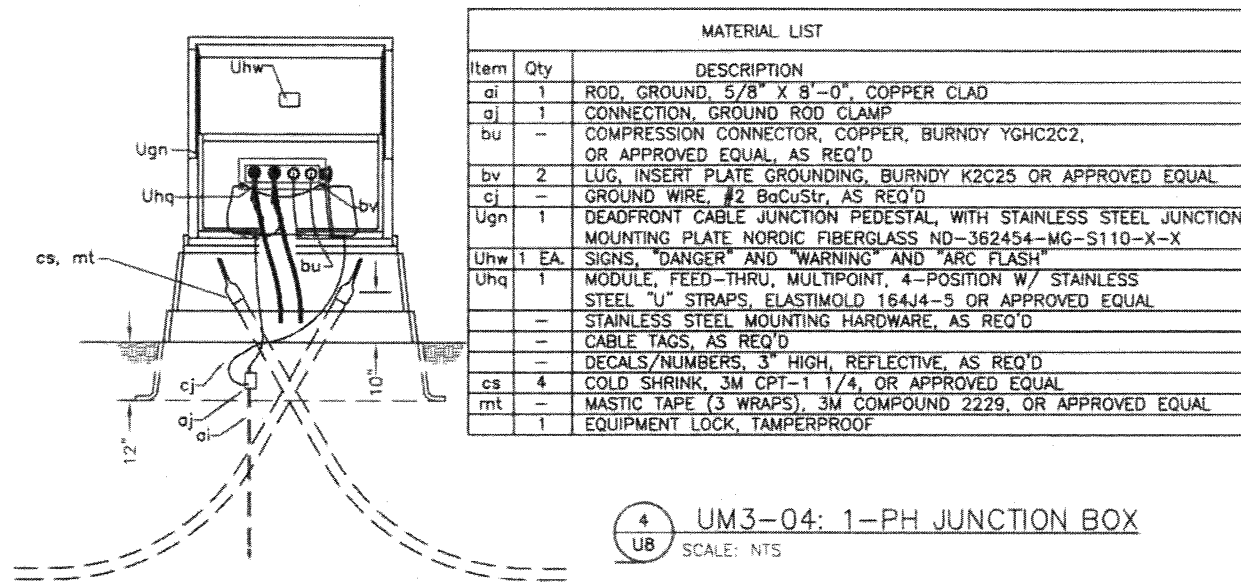 Uhw
Ugn
Uhq
bv
bu
cs, mt
cj
aj
ai
10"
12"
MATERIAL LIST
Item Qty DESCRIPTION
ai 1 ROD, GROUND, 5/8" X 8'-0", COPPER CLAD
aj 1 CONNECTION, GROUND ROD CLAMP
bu - COMPRESSION CONNECTOR, COPPER, BURNDY YGHC2C2,
OR APPROVED EQUAL, AS REQ'D
bv 2 LUG, INSERT PLATE GROUNDING, BURNDY K2C25 OR APPROVED EQUAL
cj - GROUND WIRE, #2 BaCuStr, AS REQ'D
Ugn 1 DEADFRONT CABLE JUNCTION PEDESTAL, WITH STAINLESS STEEL JUNCTION
MOUNTING PLATE NORDIC FIBERGLASS ND-362454-MG-S110-X-X
Uhw 1 EA. SIGNS, "DANGER" AND "WARNING" AND "ARC FLASH"
Uhq 1 MODULE, FEED-THRU, MULTIPOINT, 4-POSITION W/ STAINLESS
STEEL "U" STRAPS, ELASTIMOLD 164J4-5 OR APPROVED EQUAL
- STAINLESS STEEL MOUNTING HARDWARE, AS REQ'D
- CABLE TAGS, AS REQ'D
- DECALS/NUMBERS, 3" HIGH, REFLECTIVE, AS REQ'D
cs 4 COLD SHRINK, 3M CPT-1 1/4, OR APPROVED EQUAL
mt - MASTIC TAPE (3 WRAPS), 3M COMPOUND 2229, OR APPROVED EQUAL
1 EQUIPMENT LOCK, TAMPERPROOF
4
U8
UM3-04: 1-PH JUNCTION BOX
SCALE: NTS